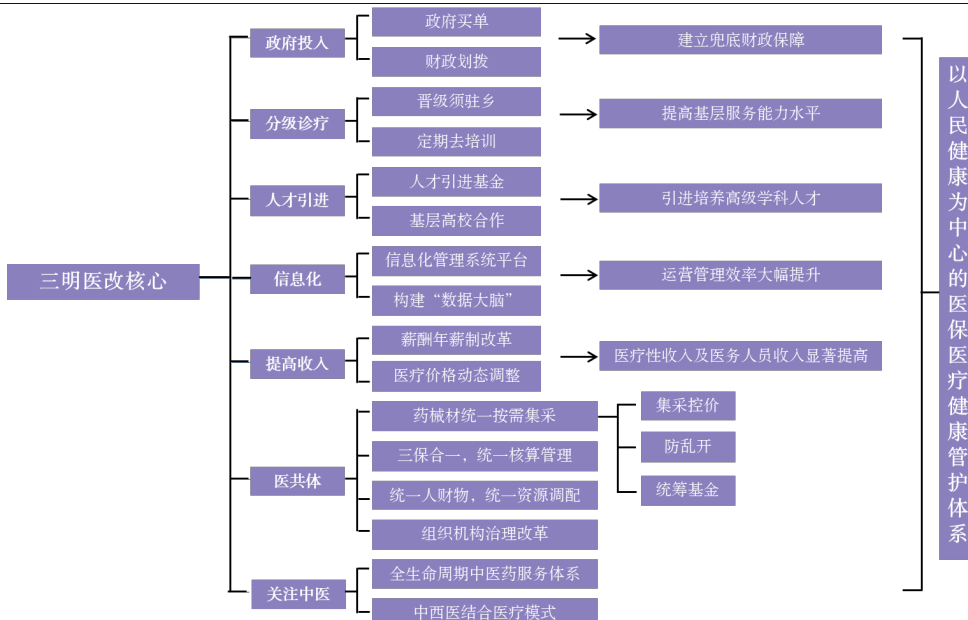 三明医改核心
政府投入
政府买单
财政划拨
建立兜底财政保障
分级诊疗
晋级须驻乡
定期去培训
提高基层服务能力水平
人才引进
人才引进基金
基层高校合作
引进培养高级学科人才
信息化
信息化管理系统平台
构建“数据大脑”
运营管理效率大幅提升
提高收入
薪酬年薪制改革
医疗价格动态调整
医疗性收入及医务人员收入显著提高
医共体
药械材统一按需集采
集采控价
防乱开
统筹基金
三保合一，统一核算管理
统一人财物，统一资源调配
组织机构治理改革
关注中医
全生命周期中医药服务体系
中西医结合医疗模式
以人民健康为中心的医保医疗健康管护体系